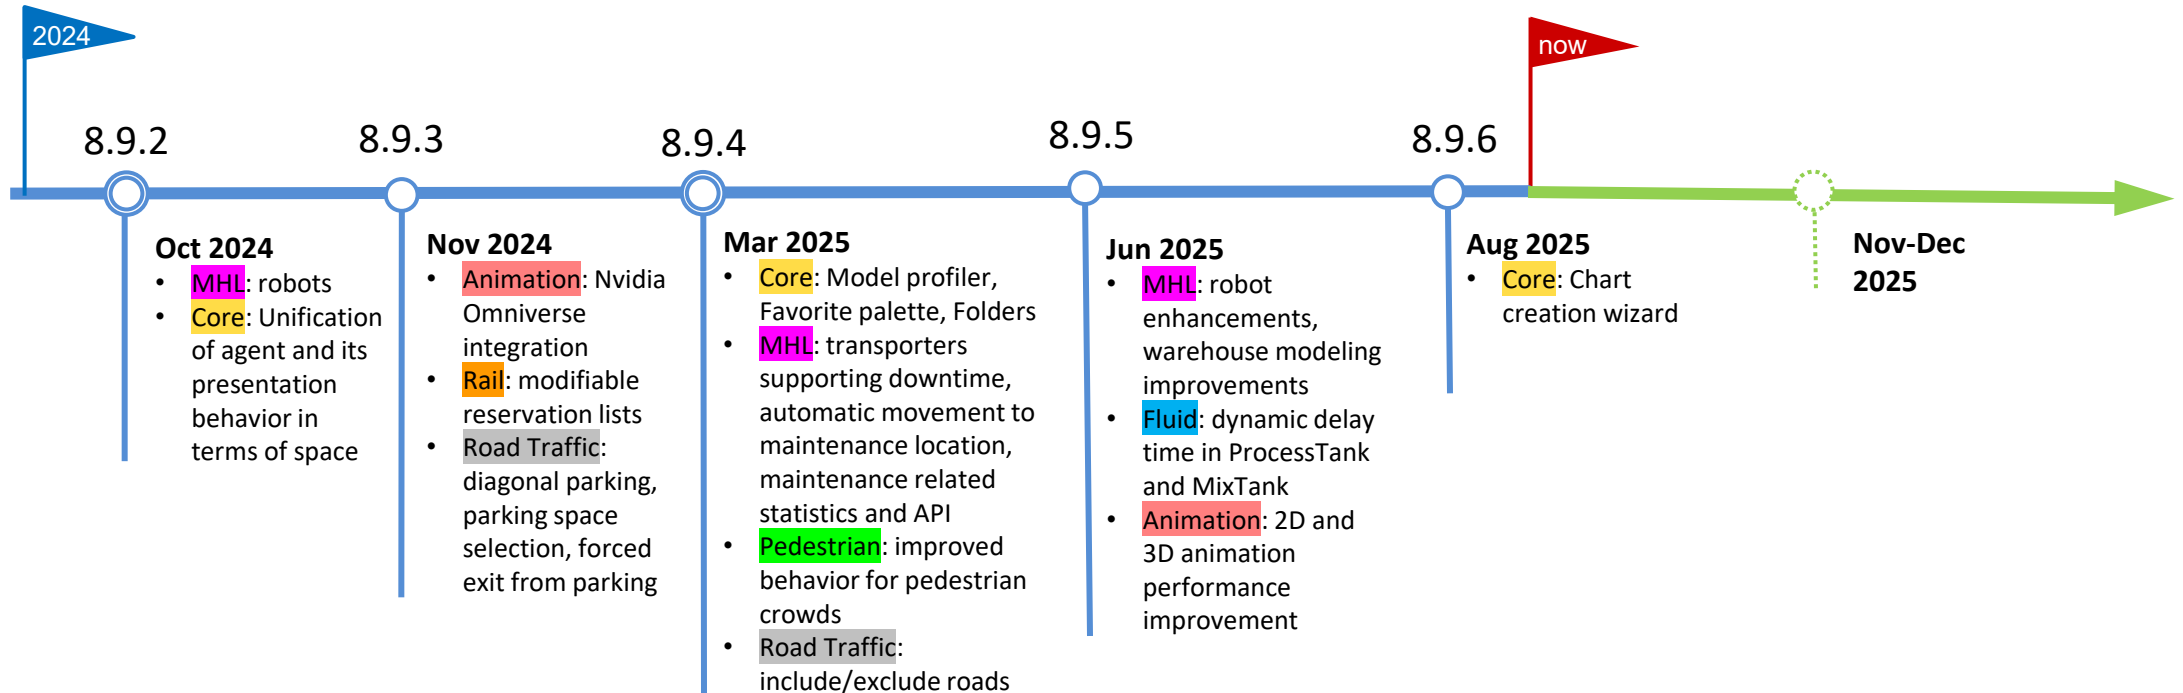 2024
now
8.9.2
8.9.3
8.9.4
8.9.5
8.9.6
Oct 2024
• MHL: robots
• Core: Unification
of agent and its
presentation
behavior in
terms of space
Nov 2024
• Animation: Nvidia
Omniverse
integration
• Rail: modifiable
reservation lists
• Road Traffic:
diagonal parking,
parking space
selection, forced
exit from parking
Mar 2025
• Core: Model profiler,
Favorite palette, Folders
• MHL: transporters
supporting downtime,
automatic movement to
maintenance location,
maintenance related
statistics and API
• Pedestrian: improved
behavior for pedestrian
crowds
• Road Traffic:
include/exclude roads
Jun 2025
• MHL: robot
enhancements,
warehouse modeling
improvements
• Fluid: dynamic delay
time in ProcessTank
and MixTank
• Animation: 2D and
3D animation
performance
improvement
Aug 2025
• Core: Chart
creation wizard
Nov-Dec
2025